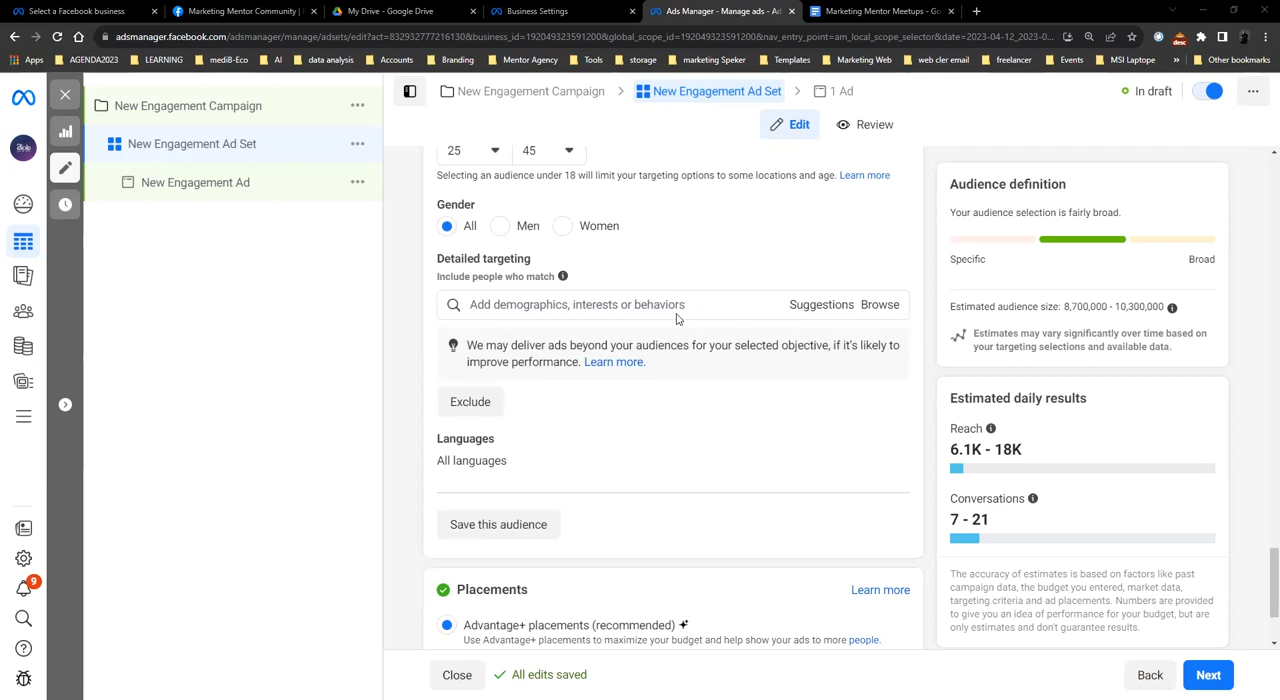 Select a Facebook business
Marketing Mentor Community |
My Drive - Google Drive
Business Settings
Ads Manager - Manage ads - Ad
Marketing Mentor Meetups - Go
adsmanager.facebook.com/adsmanager/manage/adsets/edit?act=832932777216130&business_id=192049323591200&global_scope_id=192049323591200&nav_entry_point=am_local_scope_selector&date=2023-04-12_2023-0
Apps
AGENDA2023
LEARNING
medi8-Eco
AI
data analysis
Accounts
Branding
Mentor Agency
Tools
storage
marketing Speker
Templates
Marketing Web
web cler email
freelancer
Events
MSI Laptope
»
Other bookmarks
New Engagement Campaign
New Engagement Ad Set
New Engagement Ad
9
New Engagement Campaign
New Engagement Ad Set
1 Ad
In draft
Edit
Review
25
45
Selecting an audience under 18 will limit your targeting options to some locations and age. Learn more
Gender
All
Men
Women
Detailed targeting
Include people who match
Add demographics, interests or behaviors
Suggestions
Browse
We may deliver ads beyond your audiences for your selected objective, if it's likely to
improve performance. Learn more.
Exclude
Languages
All languages
Save this audience
Placements
Learn more
Advantage+ placements (recommended)
Use Advantage+ placements to maximize your budget and help show your ads to more people.
Close
All edits saved
Back
Next
Audience definition
Your audience selection is fairly broad.
Specific
Broad
Estimated audience size: 8,700,000 - 10,300,000
Estimates may vary significantly over time based on
your targeting selections and available data.
Estimated daily results
Reach
6.1K - 18K
Conversations
7 - 21
The accuracy of estimates is based on factors like past
campaign data, the budget you entered, market data,
targeting criteria and ad placements. Numbers are provided
to give you an idea of performance for your budget, but are
only estimates and don't guarantee results.